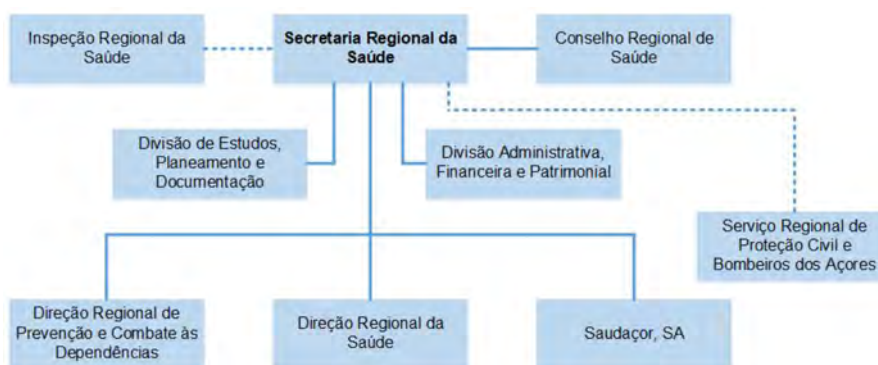 Inspeção Regional da
Saúde
Secretaria Regional da
Saúde
Conselho Regional de
Saúde
Divisão de Estudos,
Planeamento e
Documentação
Divisão Administrativa,
Financeira e Patrimonial
Serviço Regional de
Proteção Civil e
Bombeiros dos Açores
Direção Regional de
Prevenção e Combate às
Dependências
Direção Regional da
Saúde
Saudaçor, SA